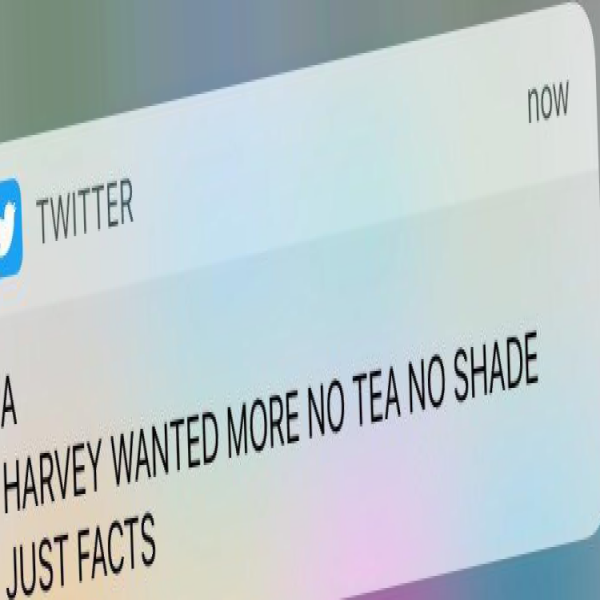 now
TWITTER
A
HARVEY WANTED MORE NO TEA NO SHADE
JUST FACTS